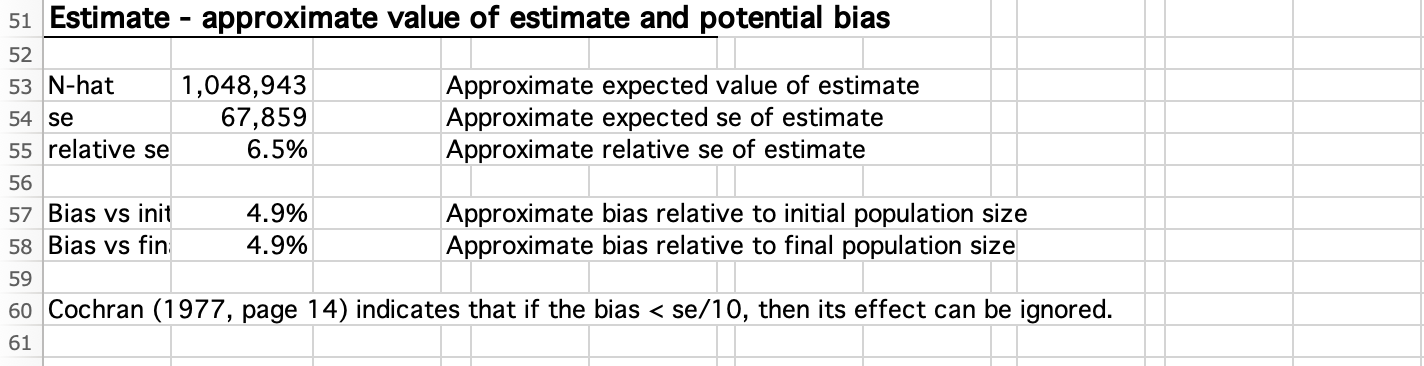 51 Estimate - approximate value of estimate and potential bias
52
53 N-hat 1,048,943 Approximate expected value of estimate
54 se 67,859 Approximate expected se of estimate
55 relative se 6.5% Approximate relative se of estimate
56
57 Bias vs init 4.9% Approximate bias relative to initial population size
58 Bias vs fin 4.9% Approximate bias relative to final population size
59
60 Cochran (1977, page 14) indicates that if the bias < se/10, then its effect can be ignored.
61